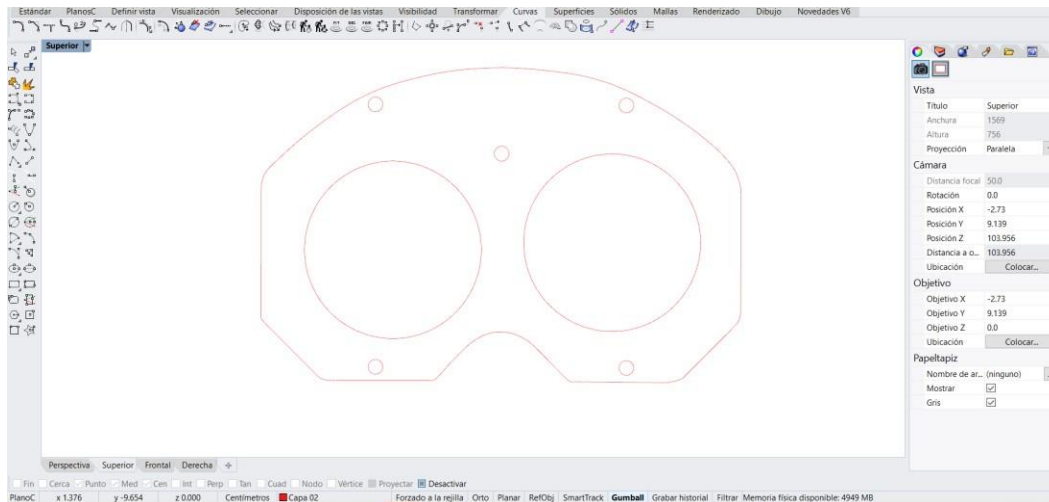 Estándar PlanosC Definir vista Visualización Seleccionar Disposición de las vistas Visibilidad Transformar Curvas Superficies Sólidos Mallas Renderizado Dibujo Novedades V6
Superior
Vista
Título Superior
Anchura 1569
Altura 756
Proyección Paralela
Cámara
Distancia focal 50.0
Rotación 0.0
Posición X -2.73
Posición Y 9.139
Posición Z 103.956
Distancia a o... 103.956
Ubicación Colocar...
Objetivo
Objetivo X -2.73
Objetivo Y 9.139
Objetivo Z 0.0
Ubicación Colocar...
Papeltapiz
Nombre de ar... (ninguno)
Mostrar
Gris
Perspectiva Superior Frontal Derecha
Fin Cerca Punto Med Cen Int Perp Tan Cuad Nodo Vértice Proyectar Desactivar
PlanoC x 1.376 y -9.654 z 0.000 Centímetros Capa 02 Forzado a la rejilla Orto Planar RefObj SmartTrack Gumball Grabar historial Filtrar Memoria física disponible: 4949 MB